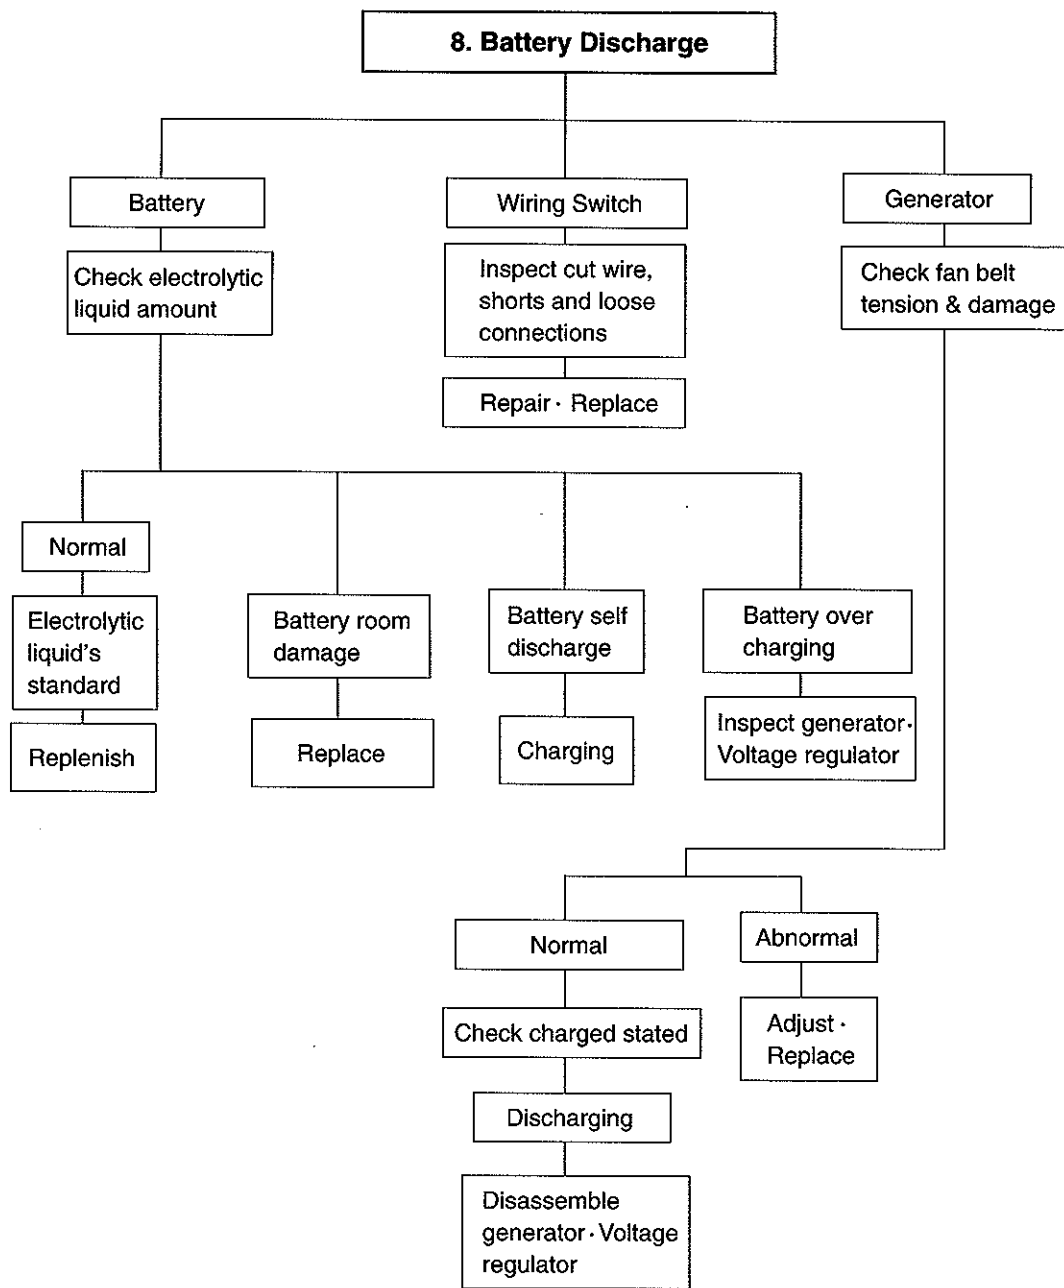 8. Battery Discharge
Battery
Wiring Switch
Generator
Check electrolytic
liquid amount
Inspect cut wire,
shorts and loose
connections
Check fan belt
tension & damage
Repair · Replace
Normal
Electrolytic
liquid's
standard
Replenish
Battery room
damage
Replace
Battery self
discharge
Charging
Battery over
charging
Inspect generator·
Voltage regulator
Normal
Abnormal
Check charged stated
Adjust ·
Replace
Discharging
Disassemble
generator · Voltage
regulator